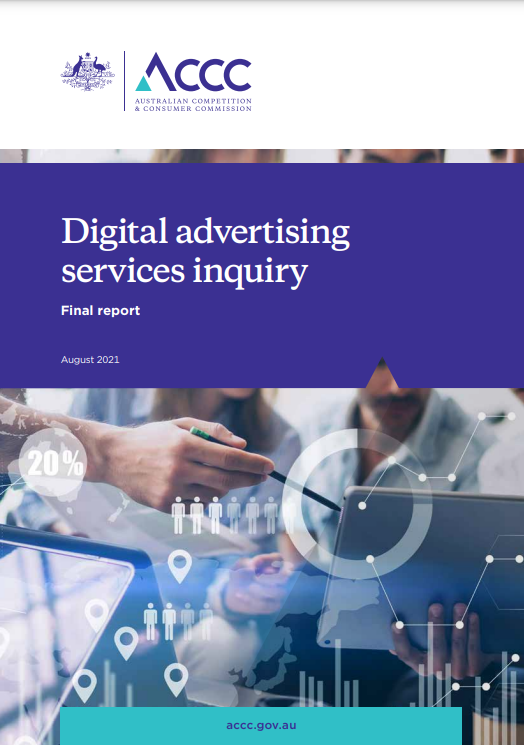 ACCC
AUSTRALIAN COMPETITION
& CONSUMER COMMISSION
Digital advertising
services inquiry
Final report
August 2021
20%
accc.gov.au